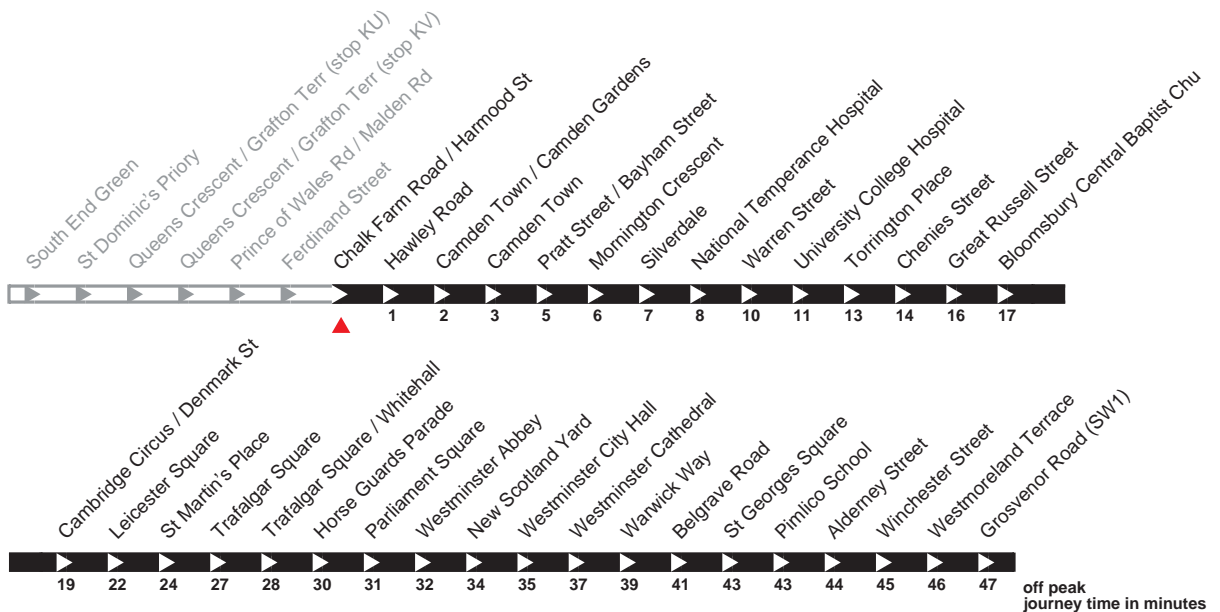 South End Green
St Dominic's Priory
Queens Crescent / Grafton Terr (stop KU)
Queens Crescent / Grafton Terr (stop KV)
Prince of Wales Rd / Malden Rd
Ferdinand Street
Chalk Farm Road / Harmood St
Hawley Road
Camden Town / Camden Gardens
Camden Town
Pratt Street / Bayham Street
Mornington Crescent
Silverdale
National Temperance Hospital
Warren Street
University College Hospital
Torrington Place
Chenies Street
Great Russell Street
Bloomsbury Central Baptist Chu
1 2 3 5 6 7 8 10 11 13 14 16 17
Cambridge Circus / Denmark St
Leicester Square
St Martin's Place
Trafalgar Square
Trafalgar Square / Whitehall
Horse Guards Parade
Parliament Square
Westminster Abbey
New Scotland Yard
Westminster City Hall
Westminster Cathedral
Warwick Way
Belgrave Road
St Georges Square
Pimlico School
Alderney Street
Winchester Street
Westmoreland Terrace
Grosvenor Road (SW1)
19 22 24 27 28 30 31 32 34 35 37 39 41 43 43 44 45 46 47
off peak
journey time in minutes